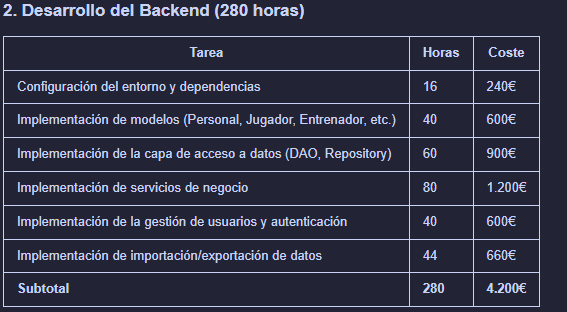 2. Desarrollo del Backend (280 horas)
Tarea Horas Coste
Configuración del entorno y dependencias 16 240€
Implementación de modelos (Personal, Jugador, Entrenador, etc.) 40 600€
Implementación de la capa de acceso a datos (DAO, Repository) 60 900€
Implementación de servicios de negocio 80 1.200€
Implementación de la gestión de usuarios y autenticación 40 600€
Implementación de importación/exportación de datos 44 660€
Subtotal 280 4.200€